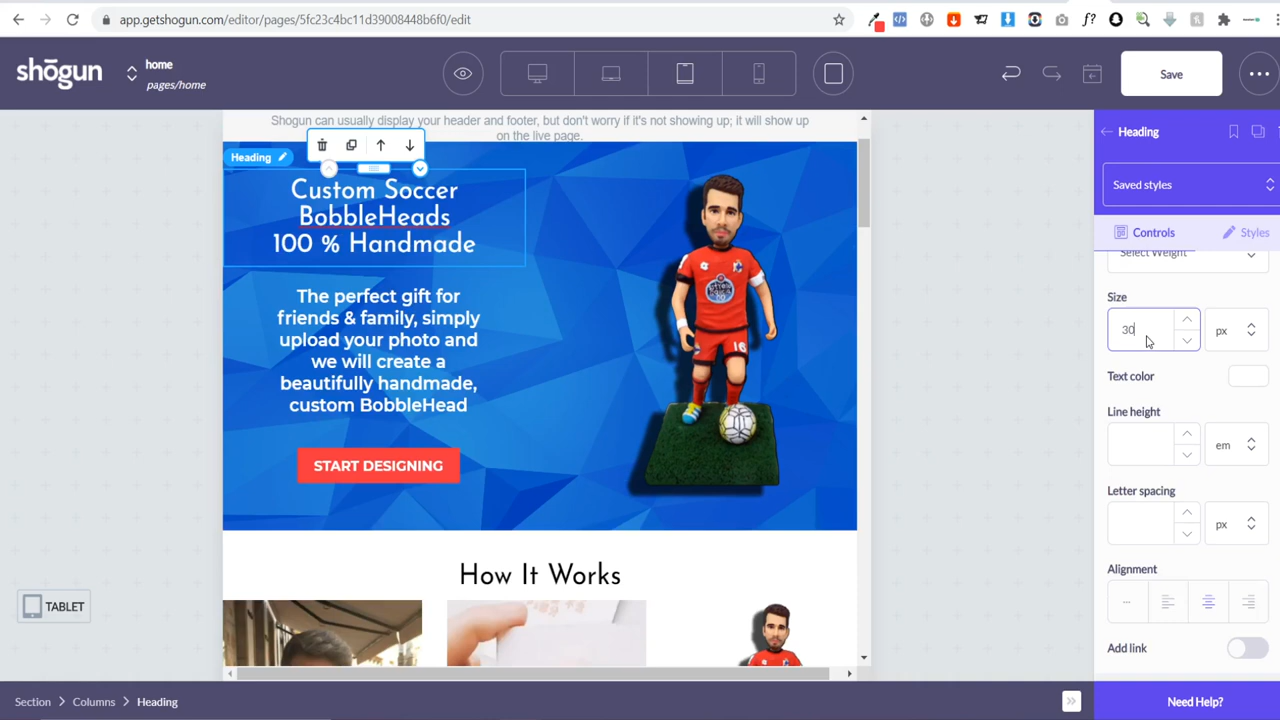 app.getshogun.com/editor/pages/5fc23c4bc11d39008448b6f0/edit
f?
shōgun
home
pages/home
Save
Shogun can usually display your header and footer, but don't worry if it's not showing up; it will show up
on the live page.
Heading
Custom Soccer
BobbleHeads
100 % Handmade
The perfect gift for
friends & family, simply
upload your photo and
we will create a
beautifully handmade,
custom BobbleHead
START DESIGNING
How It Works
TABLET
Heading
Saved styles
Controls
Styles
Select Weight
Size
30
px
Text color
Line height
em
Letter spacing
px
Alignment
Add link
Section
Columns
Heading
Need Help?